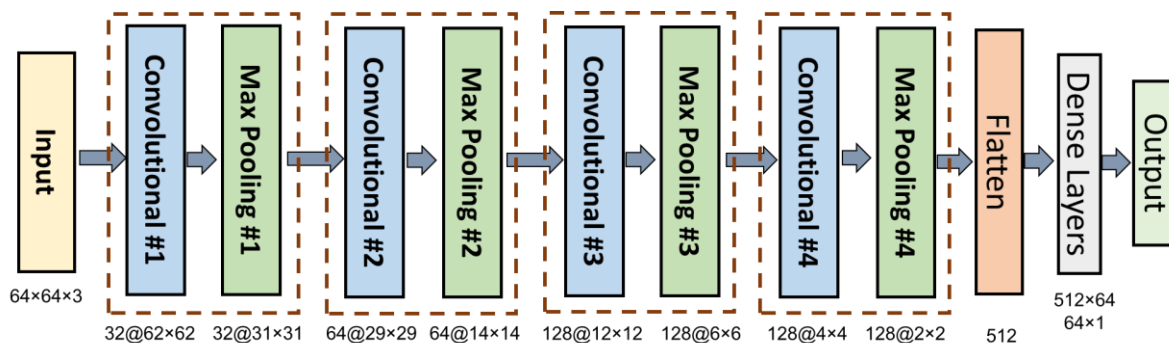 Input
Convolutional #1
Max Pooling #1
Convolutional #2
Max Pooling #2
Convolutional #3
Max Pooling #3
Convolutional #4
Max Pooling #4
Flatten
Dense Layers
Output
64×64×3
32@62×62
32@31×31
64@29×29
64@14×14
128@12×12
128@6×6
128@4×4
128@2×2
512
512×64
64×1